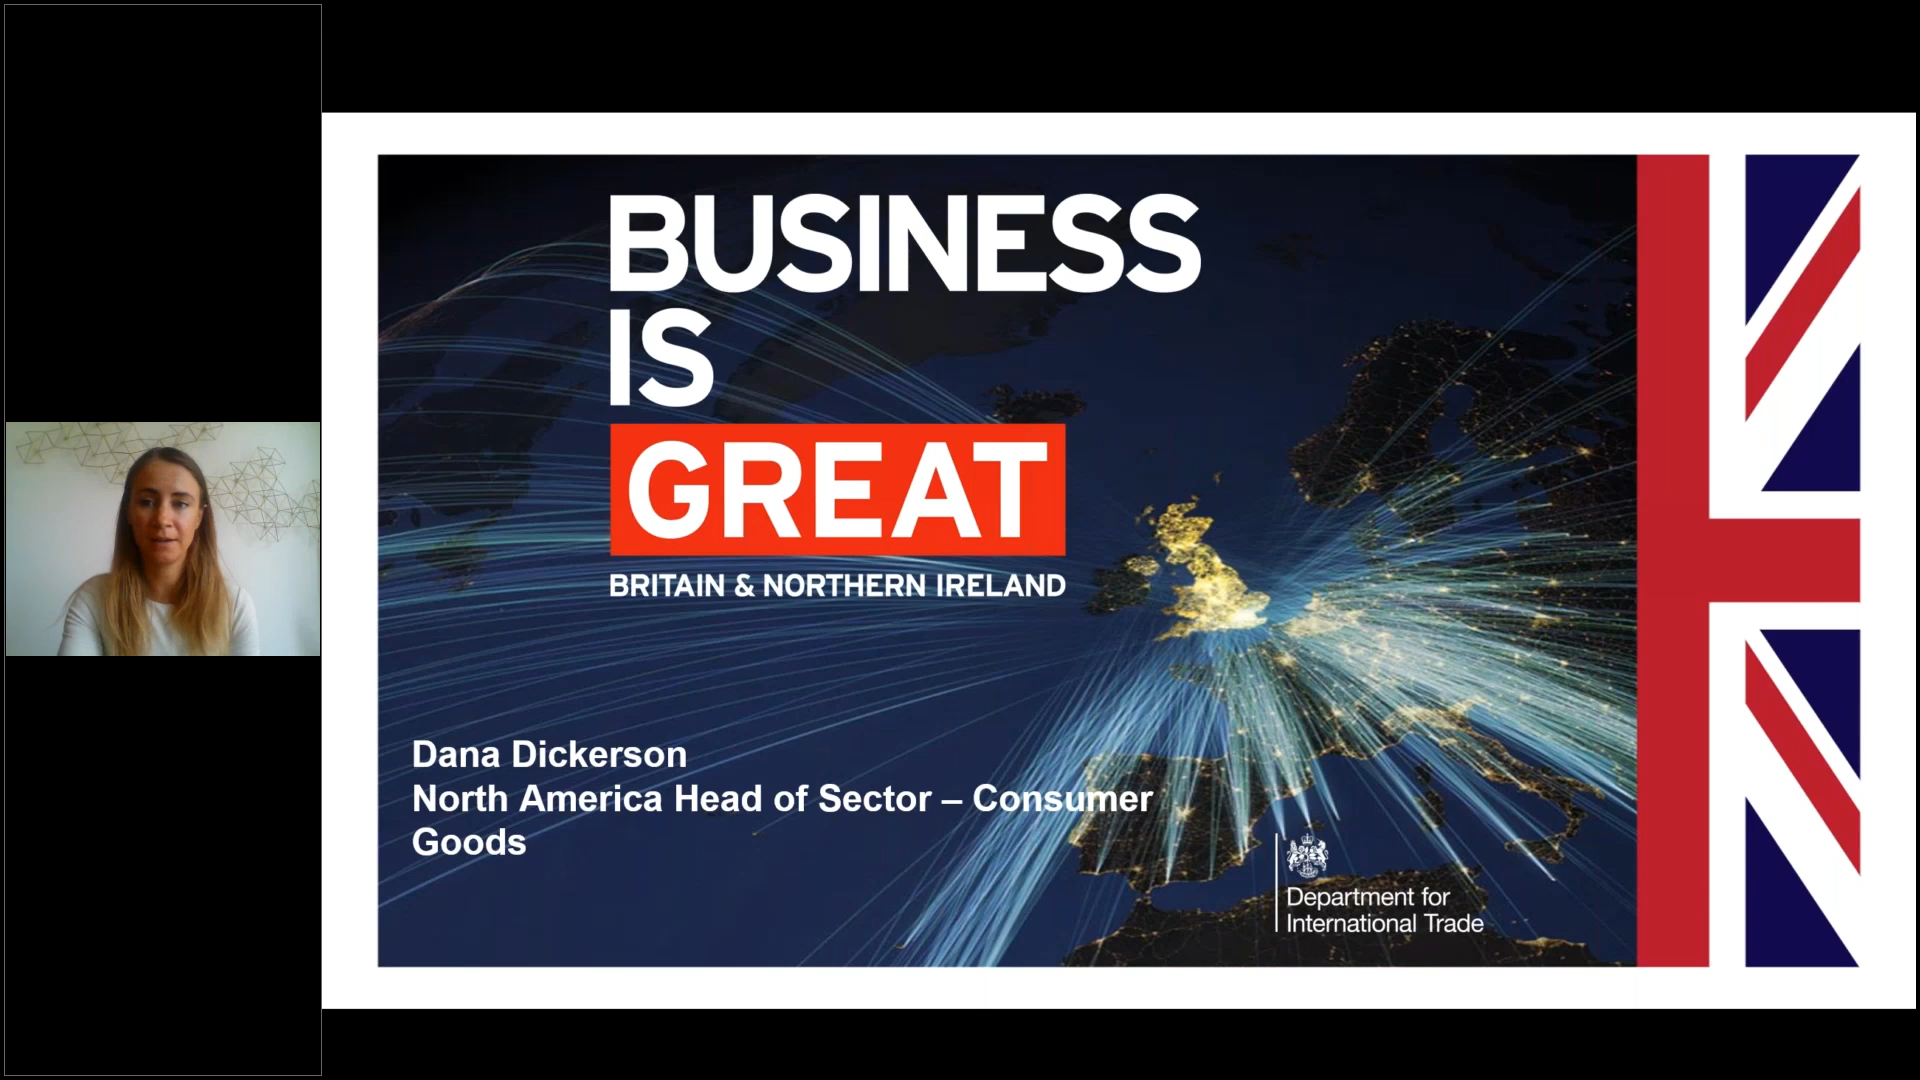 BUSINESS
IS
GREAT
BRITAIN & NORTHERN IRELAND
Dana Dickerson
North America Head of Sector – Consumer
Goods
Department for
International Trade